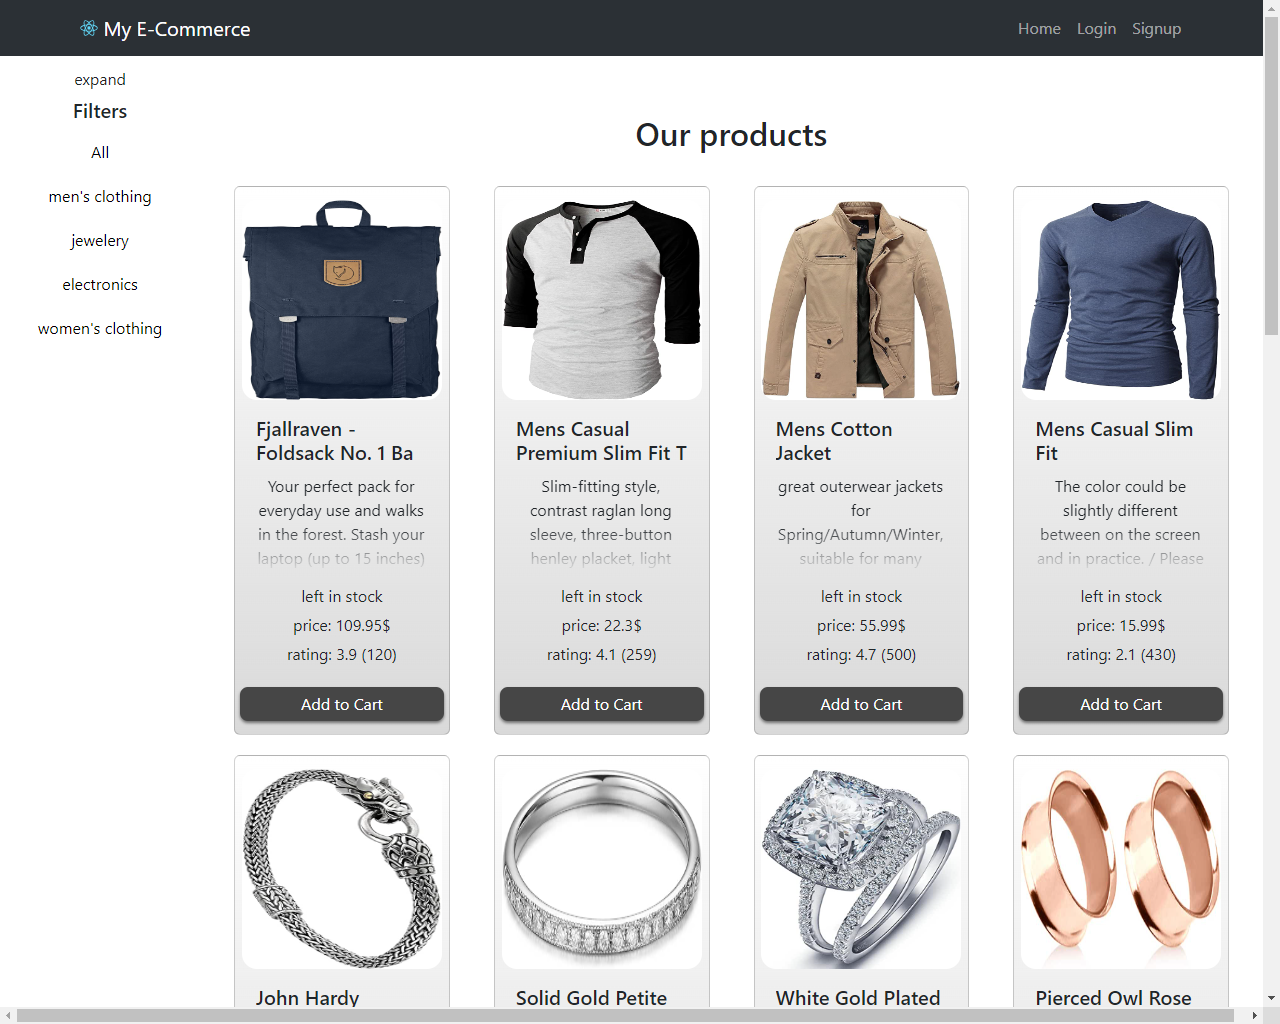 My E-Commerce
Home Login Signup
expand
Filters
All
men's clothing
jewelery
electronics
women's clothing
Our products
Fjallraven -
Foldsack No. 1 Ba
Your perfect pack for
everyday use and walks
in the forest. Stash your
laptop (up to 15 inches)
left in stock
price: 109.95$
rating: 3.9 (120)
Add to Cart
Mens Casual
Premium Slim Fit T
Slim-fitting style,
contrast raglan long
sleeve, three-button
henley placket, light
left in stock
price: 22.3$
rating: 4.1 (259)
Add to Cart
Mens Cotton
Jacket
great outerwear jackets
for
Spring/Autumn/Winter,
suitable for many
left in stock
price: 55.99$
rating: 4.7 (500)
Add to Cart
Mens Casual Slim
Fit
The color could be
slightly different
between on the screen
and in practice. / Please
left in stock
price: 15.99$
rating: 2.1 (430)
Add to Cart
John Hardy
Solid Gold Petite
White Gold Plated
Pierced Owl Rose